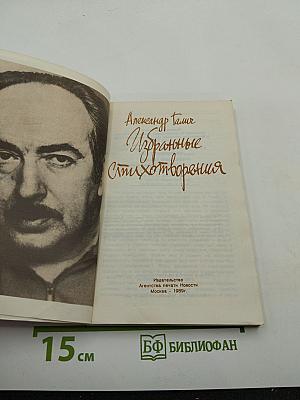 Александр Галич
Избранные
стихотворения
Издательство
Агентства печати Новости
Москва - 1989г.
15 см
БФ БИБЛИОФАН